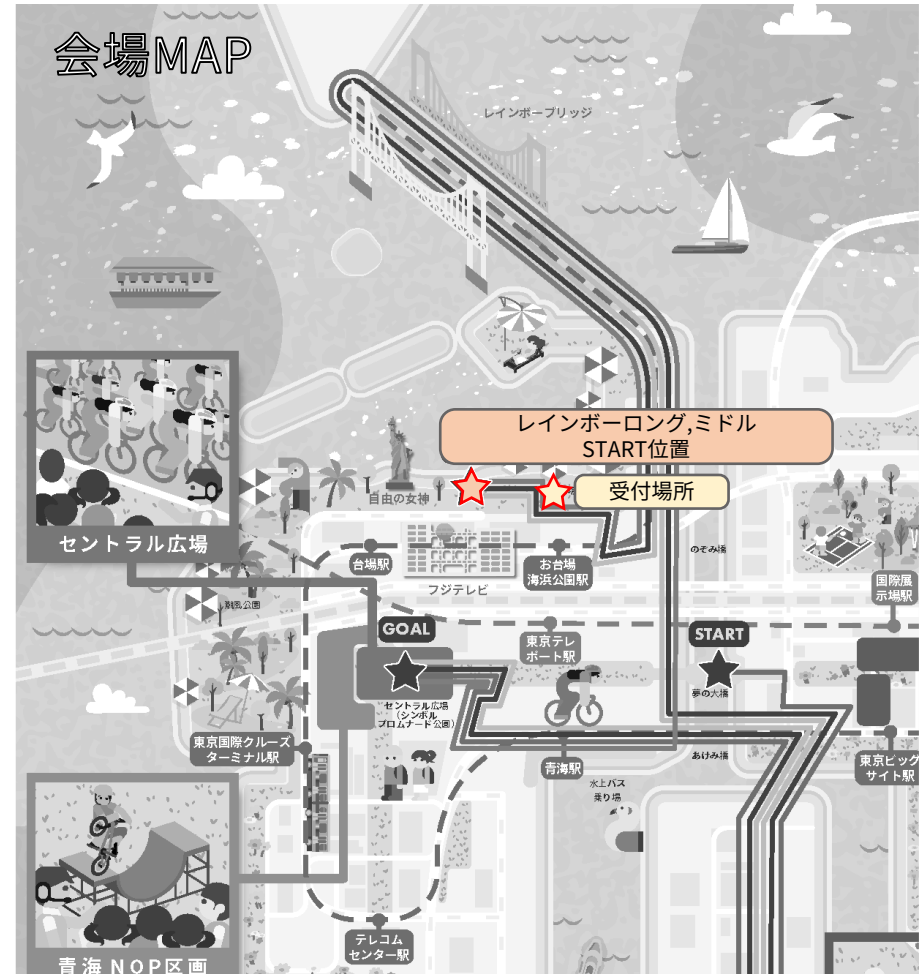 会場MAP
レインボーブリッジ
レインボーロング,ミドル
START位置
受付場所
自由の女神
セントラル広場
台場駅
フジテレビ
お台場
海浜公園駅
のぞみ橋
国際展
示場駅
潮風公園
GOAL
東京テレ
ポート駅
START
夢の大橋
セントラル広場
(シンボル
プロムナード公園)
東京国際クルーズ
ターミナル駅
青海駅
あけみ橋
東京ビッグ
サイト駅
水上バス
乗り場
テレコム
センター駅
青海 NOP区画